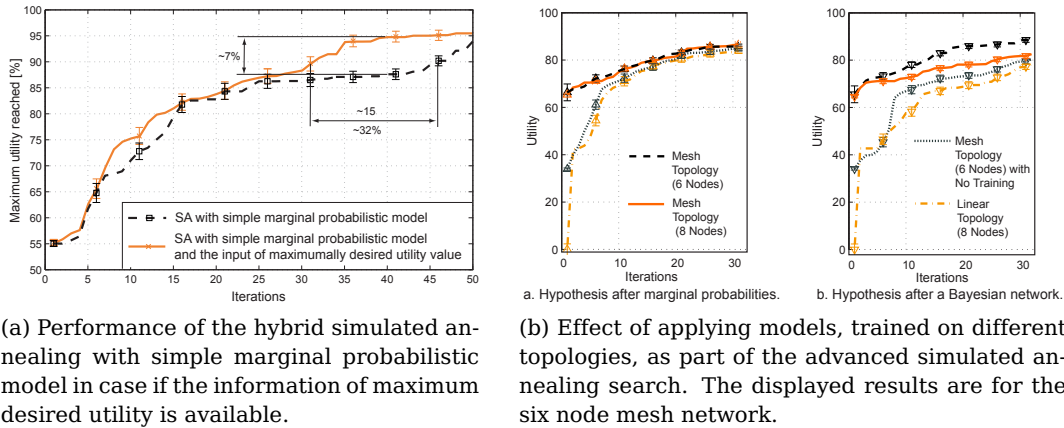 100
95
90
85
80
75
70
65
60
55
50
Maximum utility reached [%]
~7%
~15
~32%
SA with simple marginal probabilistic model
SA with simple marginal probabilistic model
and the input of maximumally desired utility value
0 5 10 15 20 25 30 35 40 45 50
Iterations
(a) Performance of the hybrid simulated an-
nealing with simple marginal probabilistic
model in case if the information of maximum
desired utility is available.
100
80
60
40
20
0
Utility
Mesh
Topology
(6 Nodes)
Mesh
Topology
(8 Nodes)
0 10 20 30
Iterations
a. Hypothesis after marginal probabilities.
100
80
60
40
20
0
Utility
Mesh
Topology
(6 Nodes) with
No Training
Linear
Topology
(8 Nodes)
0 10 20 30
Iterations
b. Hypothesis after a Bayesian network.
(b) Effect of applying models, trained on different
topologies, as part of the advanced simulated an-
nealing search. The displayed results are for the
six node mesh network.